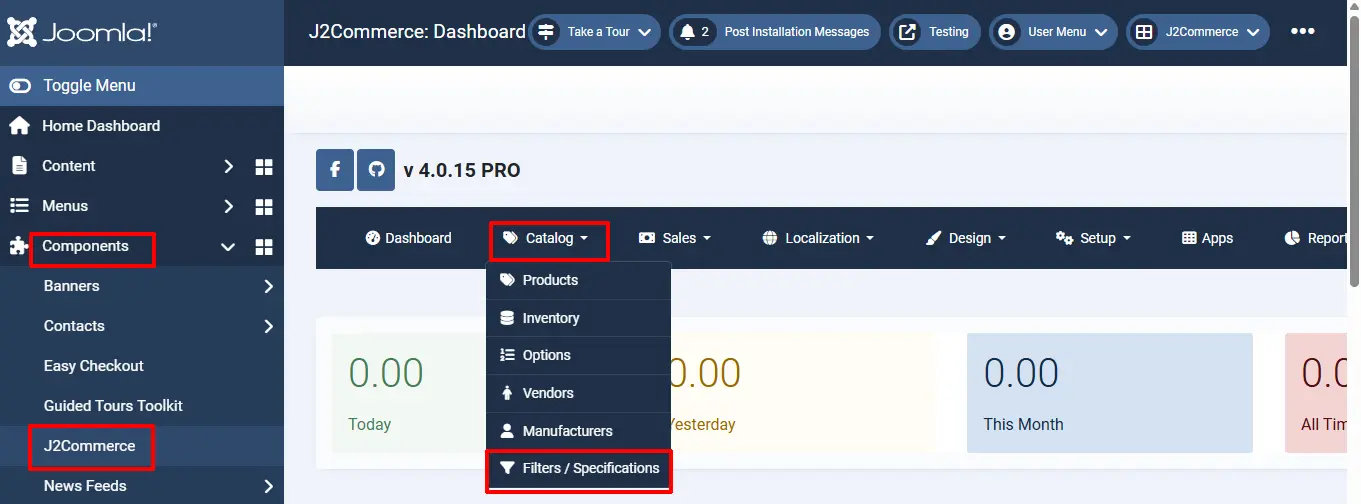 Joomla!®
J2Commerce: Dashboard
Take a Tour
2 Post Installation Messages
Testing
User Menu
J2Commerce
Toggle Menu
Home Dashboard
Content
Menus
Components
Banners
Contacts
Easy Checkout
Guided Tours Toolkit
J2Commerce
News Feeds
v 4.0.15 PRO
Dashboard
Catalog
Sales
Localization
Design
Setup
Apps
Report
Products
Inventory
Options
Vendors
Manufacturers
Filters / Specifications
0.00
Today
0.00
Yesterday
0.00
This Month
0.0
All Tim